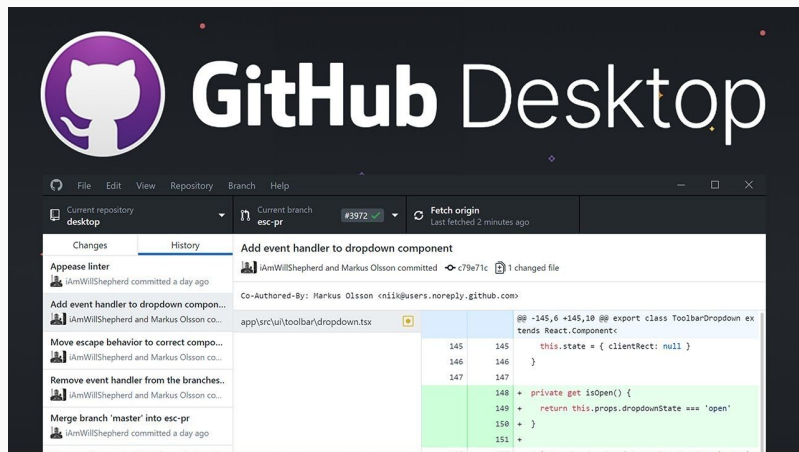 GitHub Desktop
File Edit View Repository Branch Help
Current repository
desktop
Current branch
esc-pr
#3972
Fetch origin
Last fetched 2 minutes ago
Changes History
Appease linter
iAmWillShepherd committed a day ago
Add event handler to dropdown compon...
iAmWillShepherd and Markus Olsson co...
Move escape behavior to correct compo...
iAmWillShepherd and Markus Olsson co...
Remove event handler from the branches..
iAmWillShepherd and Markus Olsson co...
Merge branch 'master' into esc-pr
iAmWillShepherd committed a day ago
Add event handler to dropdown component
iAmWillShepherd and Markus Olsson committed c79e71c 1 changed file
Co-Authored-By: Markus Olsson <niik@users.noreply.github.com>
app\src\ui\toolbar\dropdown.tsx
@@ -145,6 +145,10 @@ export class ToolbarDropdown ex
tends React.Component<
145 145 this.state = { clientRect: null }
146 146 }
147 147
148 + private get isOpen() {
149 + return this.props.dropdownState === 'open'
150 + }
151 +